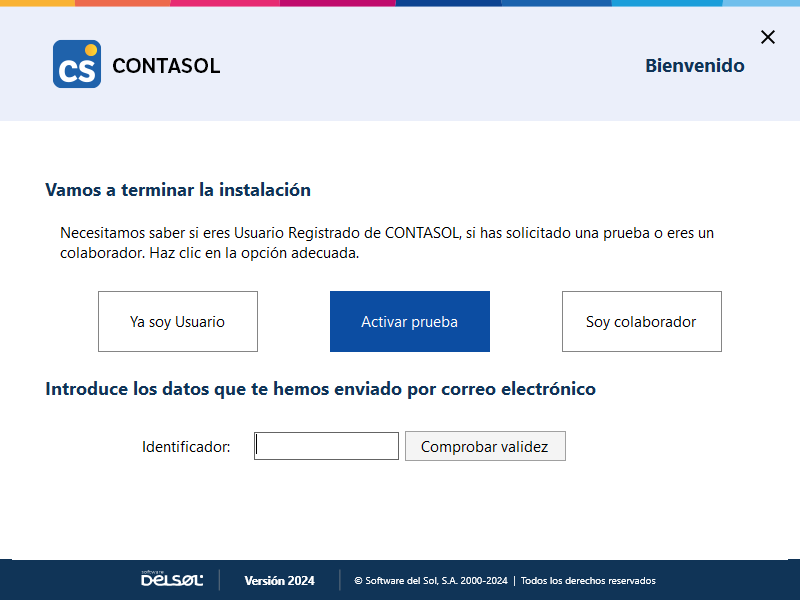 CS CONTASOL
Bienvenido
Vamos a terminar la instalación
Necesitamos saber si eres Usuario Registrado de CONTASOL, si has solicitado una prueba o eres un
colaborador. Haz clic en la opción adecuada.
Ya soy Usuario
Activar prueba
Soy colaborador
Introduce los datos que te hemos enviado por correo electrónico
Identificador:
Comprobar validez
software
DELSOL
Versión 2024
© Software del Sol, S.A. 2000-2024 | Todos los derechos reservados